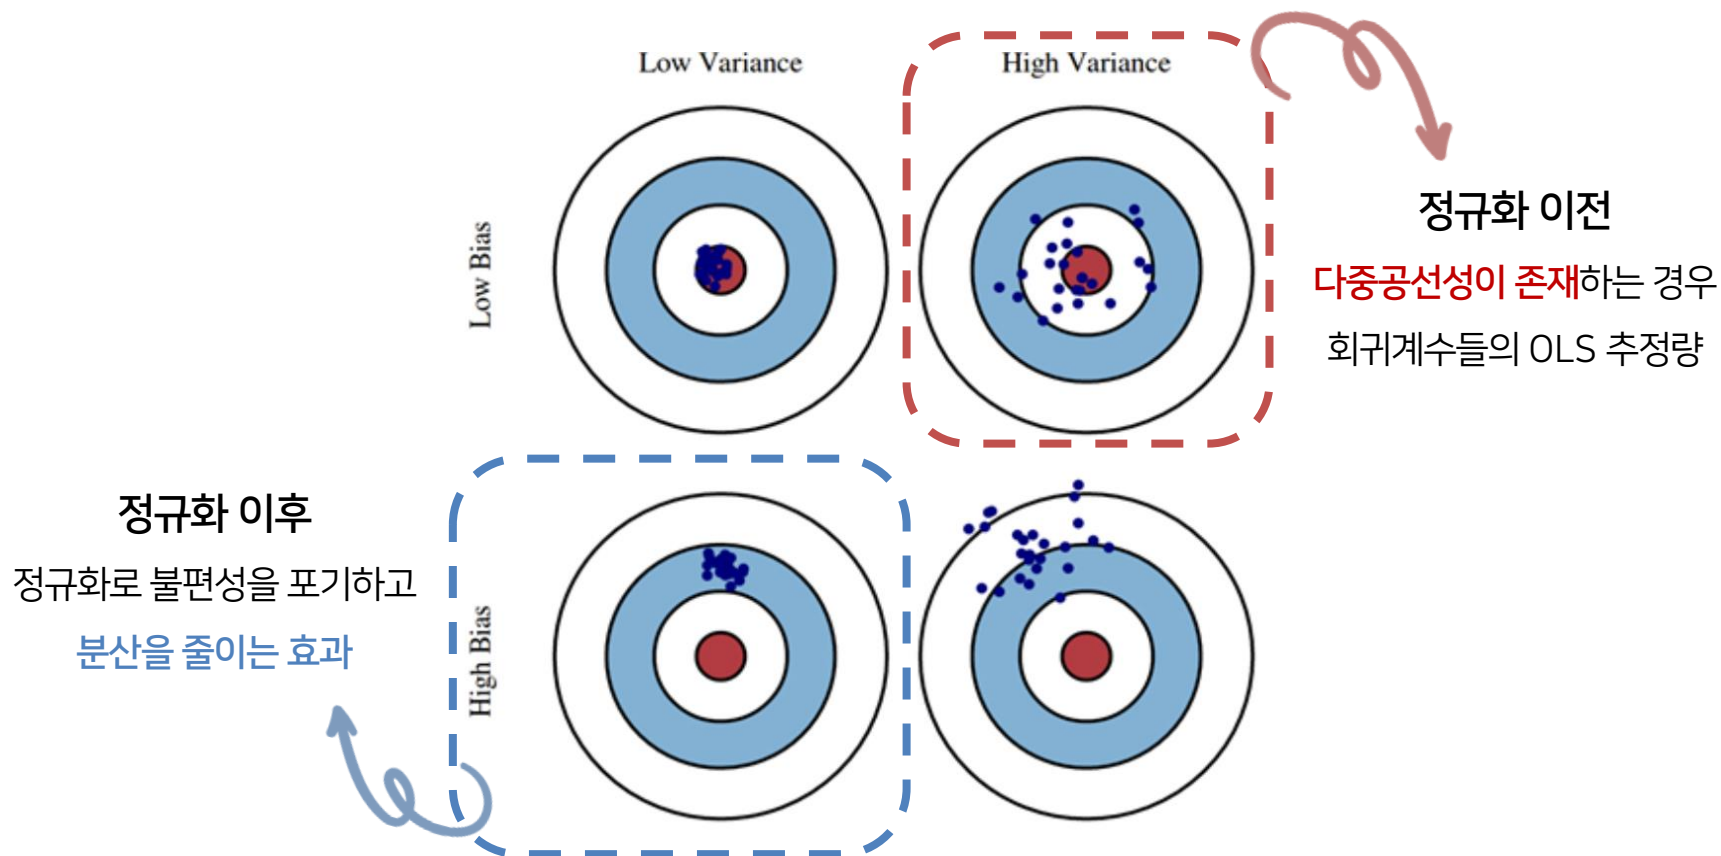 Low Variance
High Variance
Low Bias
정규화 이전
다중공선성이 존재하는 경우
회귀계수들의 OLS 추정량
High Bias
정규화 이후
정규화로 불편성을 포기하고
분산을 줄이는 효과